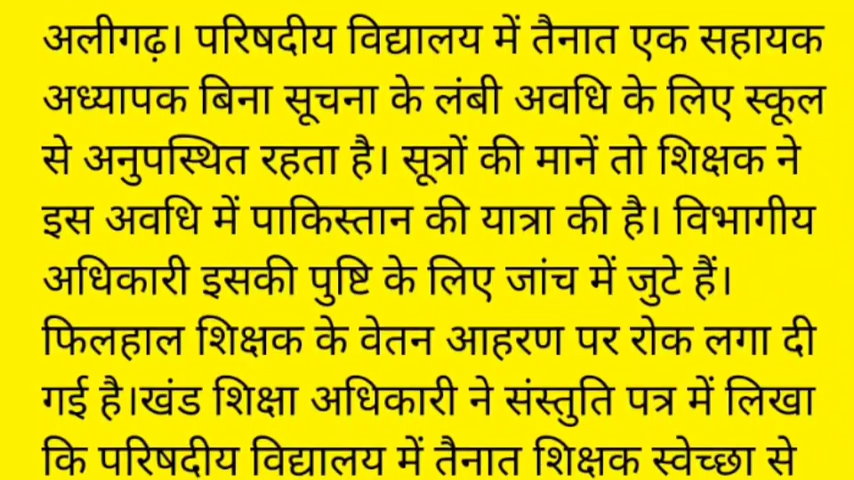 अलीगढ़। परिषदीय विद्यालय में तैनात एक सहायक
अध्यापक बिना सूचना के लंबी अवधि के लिए स्कूल
से अनुपस्थित रहता है। सूत्रों की मानें तो शिक्षक ने
इस अवधि में पाकिस्तान की यात्रा की है। विभागीय
अधिकारी इसकी पुष्टि के लिए जांच में जुटे हैं।
फिलहाल शिक्षक के वेतन आहरण पर रोक लगा दी
गई है।खंड शिक्षा अधिकारी ने संस्तुति पत्र में लिखा
कि परिषदीय विद्यालय में तैनात शिक्षक स्वेच्छा से